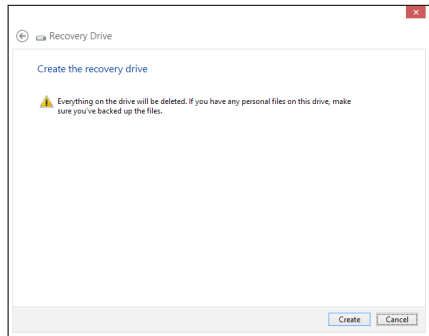 Recovery Drive
Create the recovery drive
Everything on the drive will be deleted. If you have any personal files on this drive, make
sure you've backed up the files.
Create Cancel